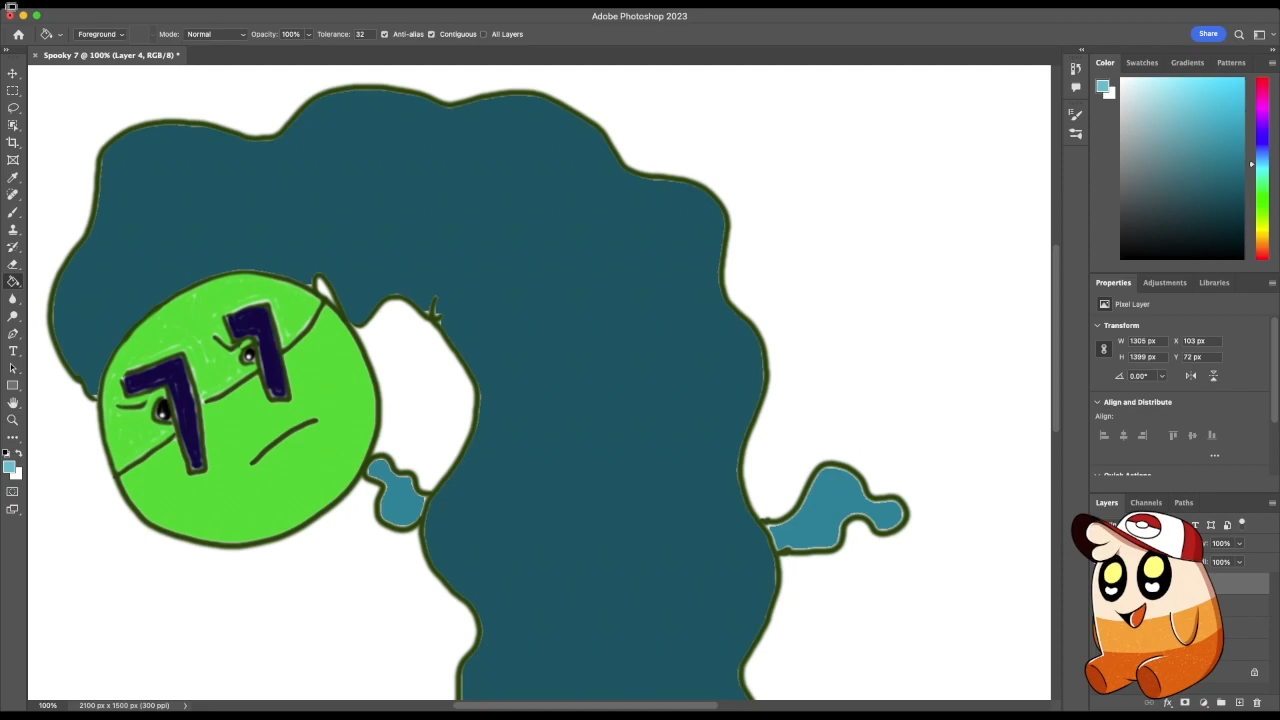 Adobe Photoshop 2023
Foreground Mode: Normal Opacity: 100% Tolerance: 32 Anti-alias Contiguous All Layers Share
Spooky 7 @ 100% (Layer 4, RGB/8) *
Color Swatches Gradients Patterns
Properties Adjustments Libraries
Pixel Layer
Transform
W 1305 px X 103 px
H 1399 px Y 72 px
0.00°
Align and Distribute
Align:
Quick Actions
Layers Channels Paths
100%
100%
100% 2100 px x 1500 px (300 ppi)